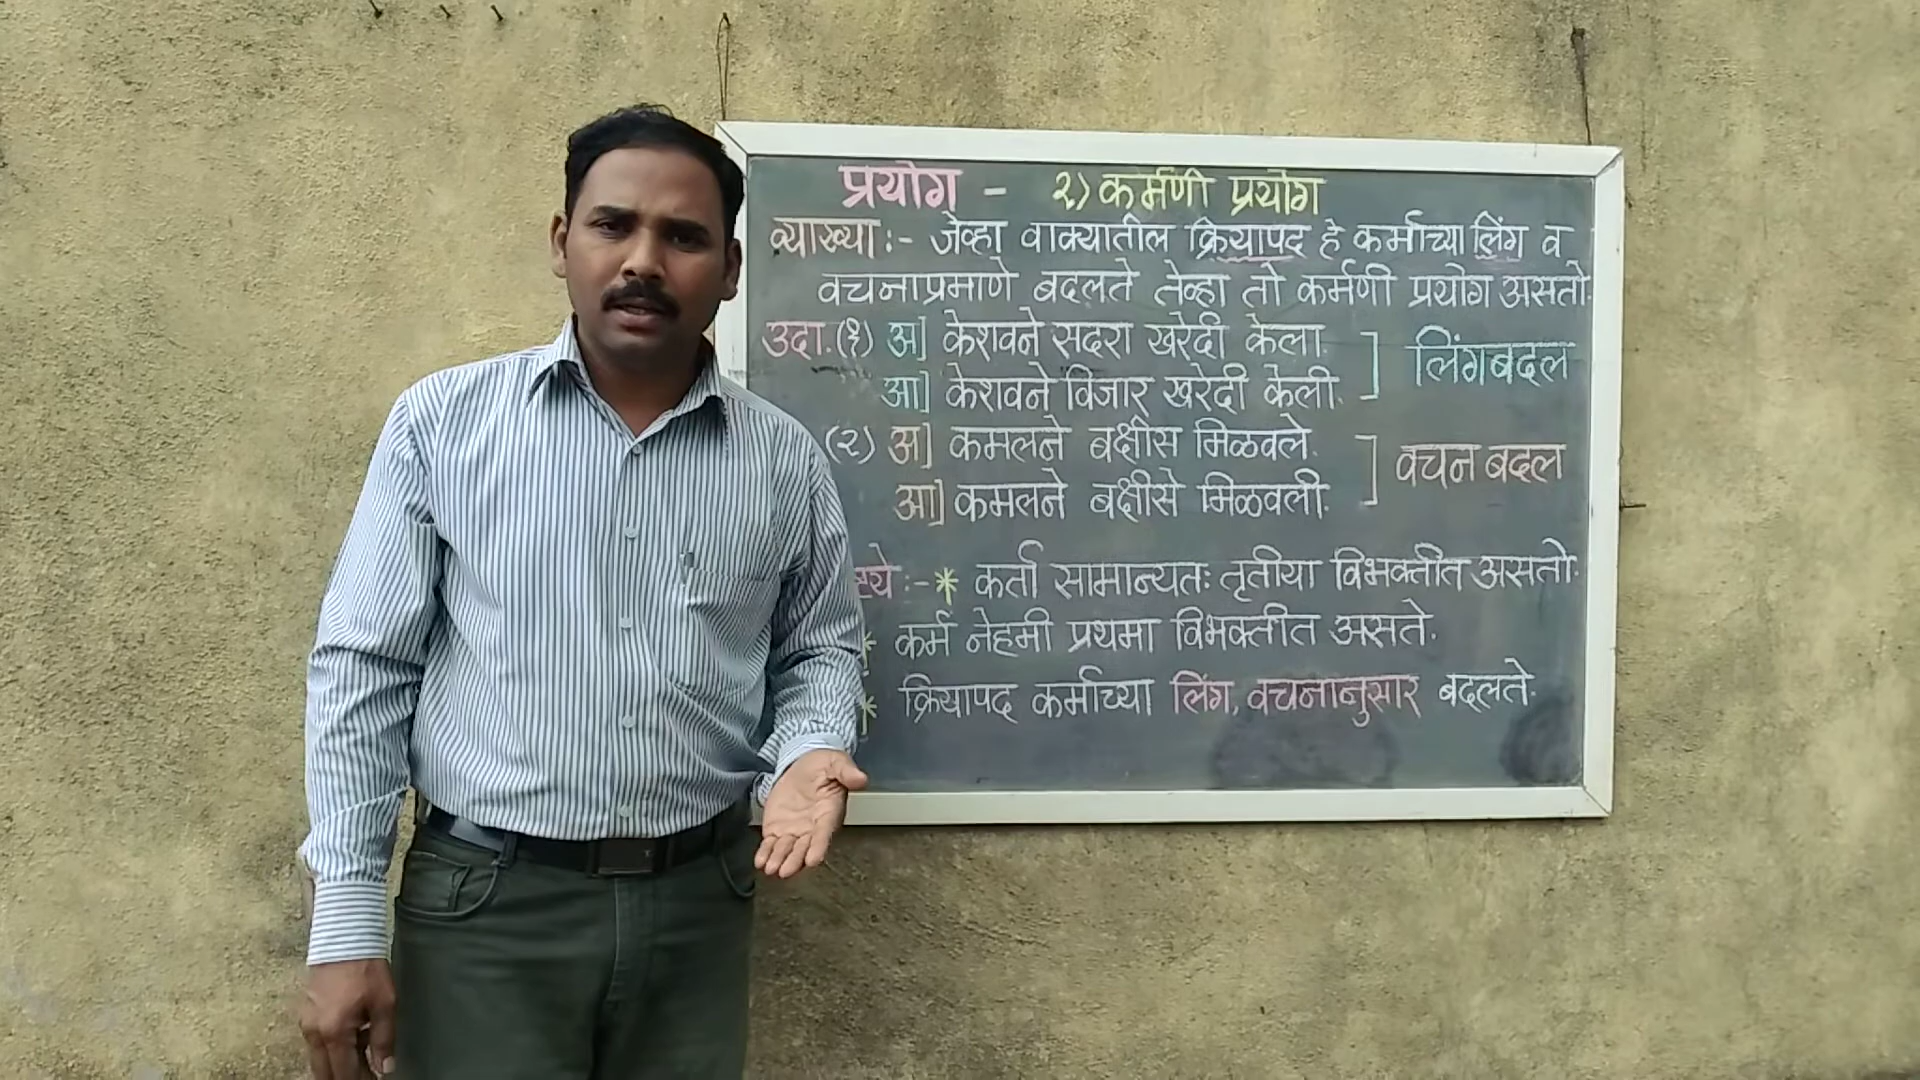 प्रयोग - २) कर्मणी प्रयोग
व्याख्या :- जेव्हा वाक्यातील क्रियापद हे कर्माच्या लिंग व
वचनाप्रमाणे बदलते तेव्हा तो कर्मणी प्रयोग असतो.
उदा. (१) अ] केशवने सदरा खरेदी केला. ] लिंगबदल
आ] केशवने विजार खरेदी केली.
(२) अ] कमलने बक्षीस मिळवले. ] वचन बदल
आ] कमलने बक्षीसे मिळवली.
:- * कर्ता सामान्यतः तृतीया विभक्तीत असतो.
* कर्म नेहमी प्रथमा विभक्तीत असते.
* क्रियापद कर्माच्या लिंग, वचनानुसार बदलते.